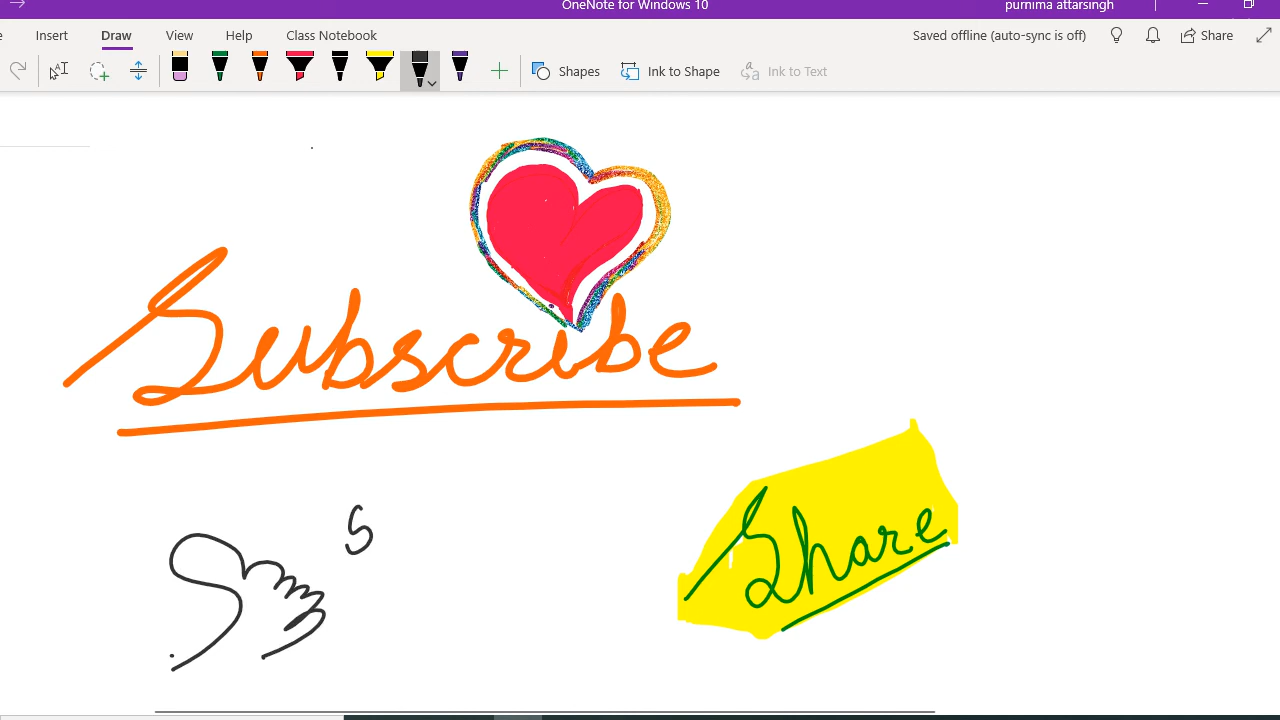 OneNote for Windows 10
purnima attarsingh
Insert Draw View Help Class Notebook
Saved offline (auto-sync is off) Share
Shapes Ink to Shape Ink to Text
Subscribe
S
Share